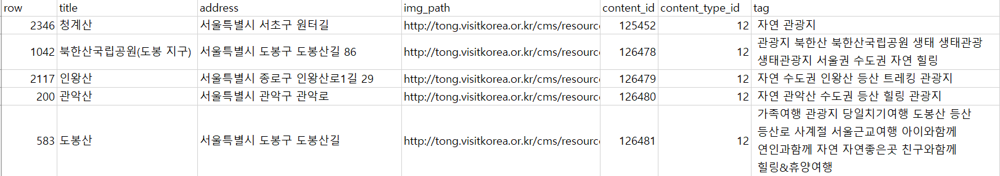 row title address img_path content_id content_type_id tag
2346 청계산 서울특별시 서초구 원터길 http://tong.visitkorea.or.kr/cms/resource 125452 12 자연 관광지
1042 북한산국립공원(도봉 지구) 서울특별시 도봉구 도봉산길 86 http://tong.visitkorea.or.kr/cms/resource 126478 12 관광지 북한산 북한산국립공원 생태 생태관광
생태관광지 서울권 수도권 자연 힐링
2117 인왕산 서울특별시 종로구 인왕산로1길 29 http://tong.visitkorea.or.kr/cms/resource 126479 12 자연 수도권 인왕산 등산 트레킹 관광지
200 관악산 서울특별시 관악구 관악로 http://tong.visitkorea.or.kr/cms/resource 126480 12 자연 관악산 수도권 등산 힐링 관광지
583 도봉산 서울특별시 도봉구 도봉산길 http://tong.visitkorea.or.kr/cms/resource 126481 12 가족여행 관광지 당일치기여행 도봉산 등산
등산로 사계절 서울근교여행 아이와함께
연인과함께 자연 자연좋은곳 친구와함께
힐링&휴양여행